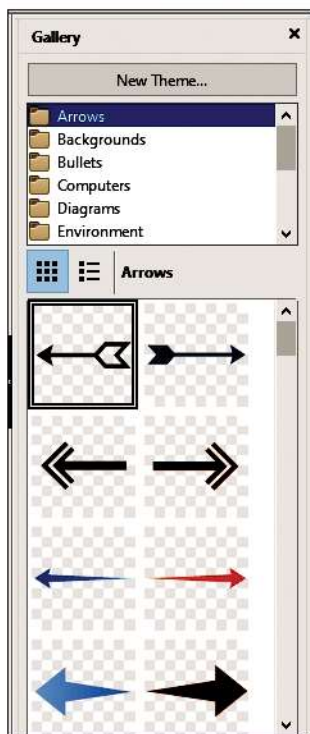 Gallery
New Theme...
Arrows
Backgrounds
Bullets
Computers
Diagrams
Environment
Arrows